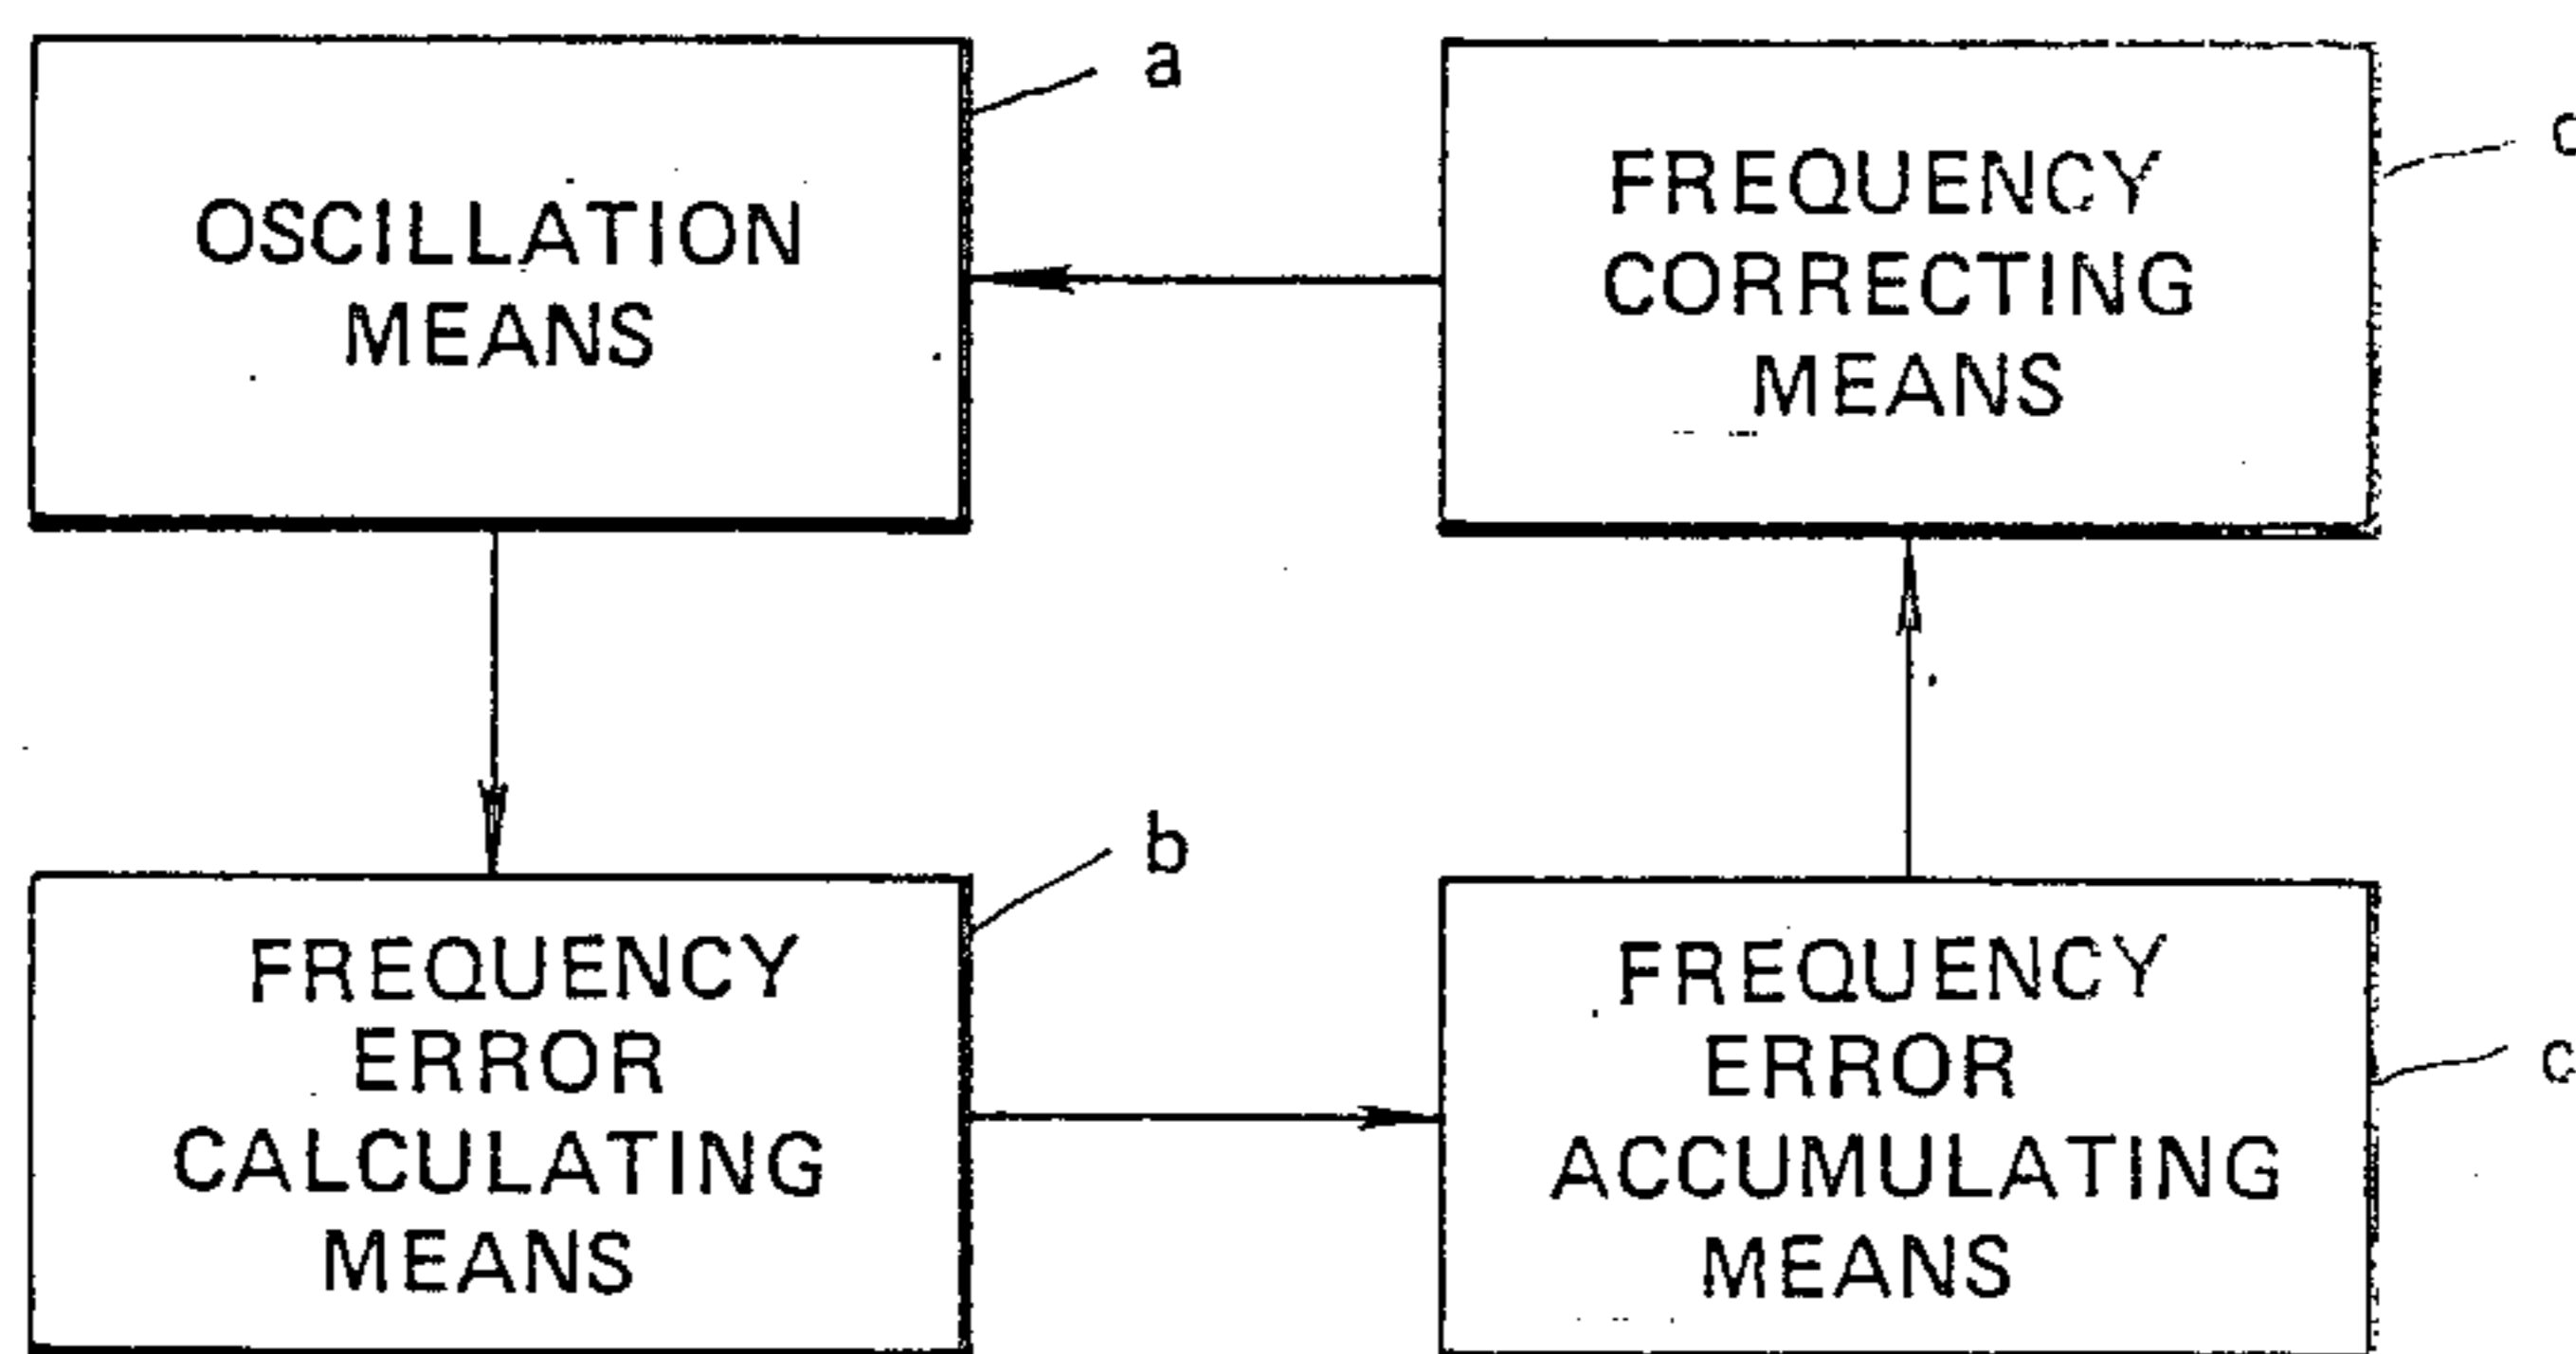 OSCILLATION
MEANS
a
FREQUENCY
CORRECTING
MEANS
FREQUENCY
ERROR
CALCULATING
MEANS
b
FREQUENCY
ERROR
ACCUMULATING
MEANS
c